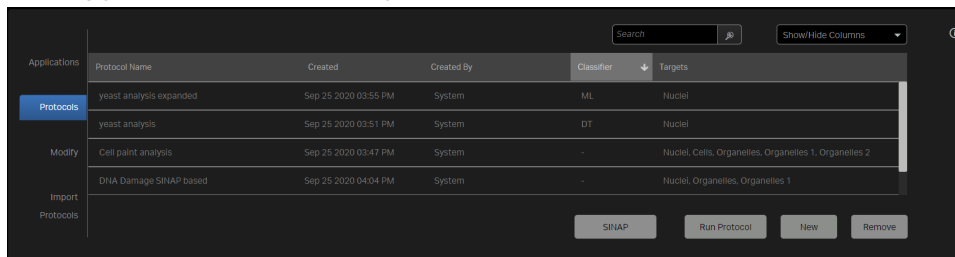 Search
Show/Hide Columns
Applications
Protocol Name Created Created By Classifier Targets
yeast analysis expanded Sep 25 2020 03:55 PM System ML Nuclei
Protocols
yeast analysis Sep 25 2020 03:51 PM System DT Nuclei
Modify
Cell paint analysis Sep 25 2020 03:47 PM System - Nuclei, Cells, Organelles, Organelles 1, Organelles 2
DNA Damage SINAP based Sep 25 2020 04:04 PM System - Nuclei, Organelles, Organelles 1
Import
Protocols
SINAP Run Protocol New Remove